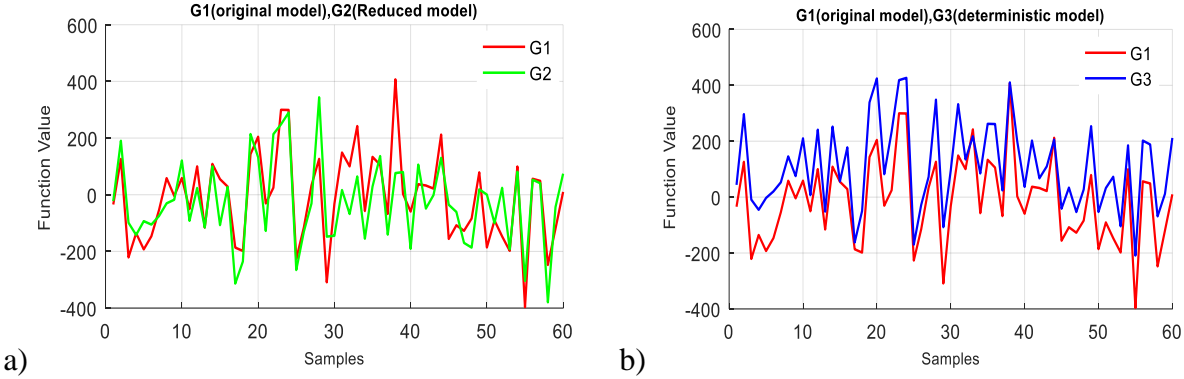 G1(original model),G2(Reduced model)
600
400
200
0
-200
-400
Function Value
G1
G2
0
10
20
30
40
50
60
Samples
a)
G1(original model),G3(deterministic model)
600
400
200
0
-200
-400
Function Value
G1
G3
0
10
20
30
40
50
60
Samples
b)